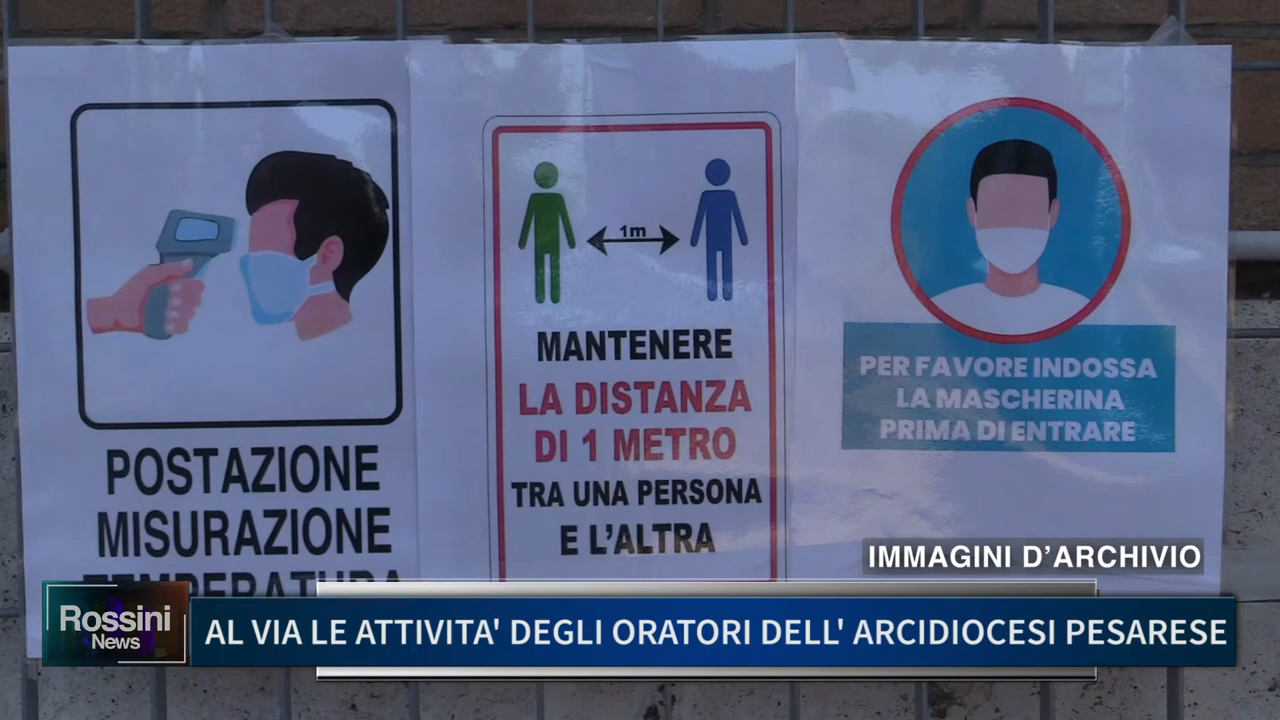 POSTAZIONE
MISURAZIONE
TEMPERATURA
1m
MANTENERE
LA DISTANZA
DI 1 METRO
TRA UNA PERSONA
E L'ALTRA
PER FAVORE INDOSSA
LA MASCHERINA
PRIMA DI ENTRARE
IMMAGINI D'ARCHIVIO
Rossini
News
AL VIA LE ATTIVITA' DEGLI ORATORI DELL' ARCIDIOCESI PESARESE